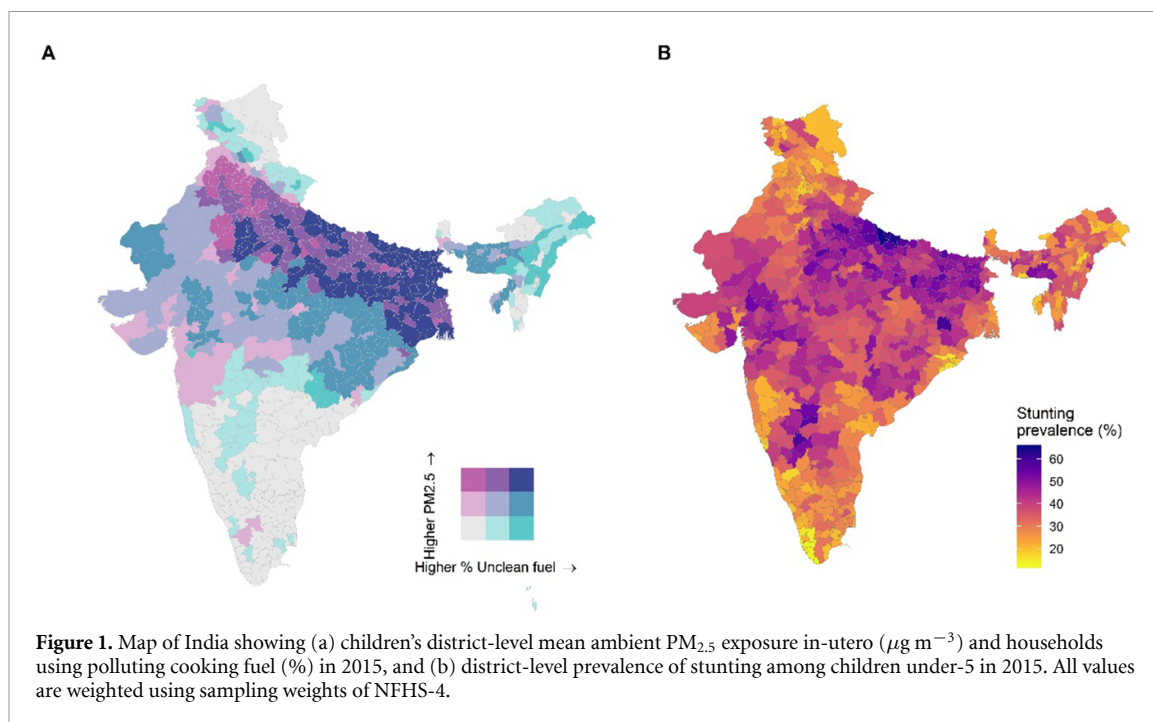 A
B
Higher PM2.5 →
Higher % Unclean fuel →
Stunting
prevalence (%)
60
50
40
30
20
Figure 1. Map of India showing (a) children's district-level mean ambient PM₂.₅ exposure in-utero (μg m⁻³) and households
using polluting cooking fuel (%) in 2015, and (b) district-level prevalence of stunting among children under-5 in 2015. All values
are weighted using sampling weights of NFHS-4.